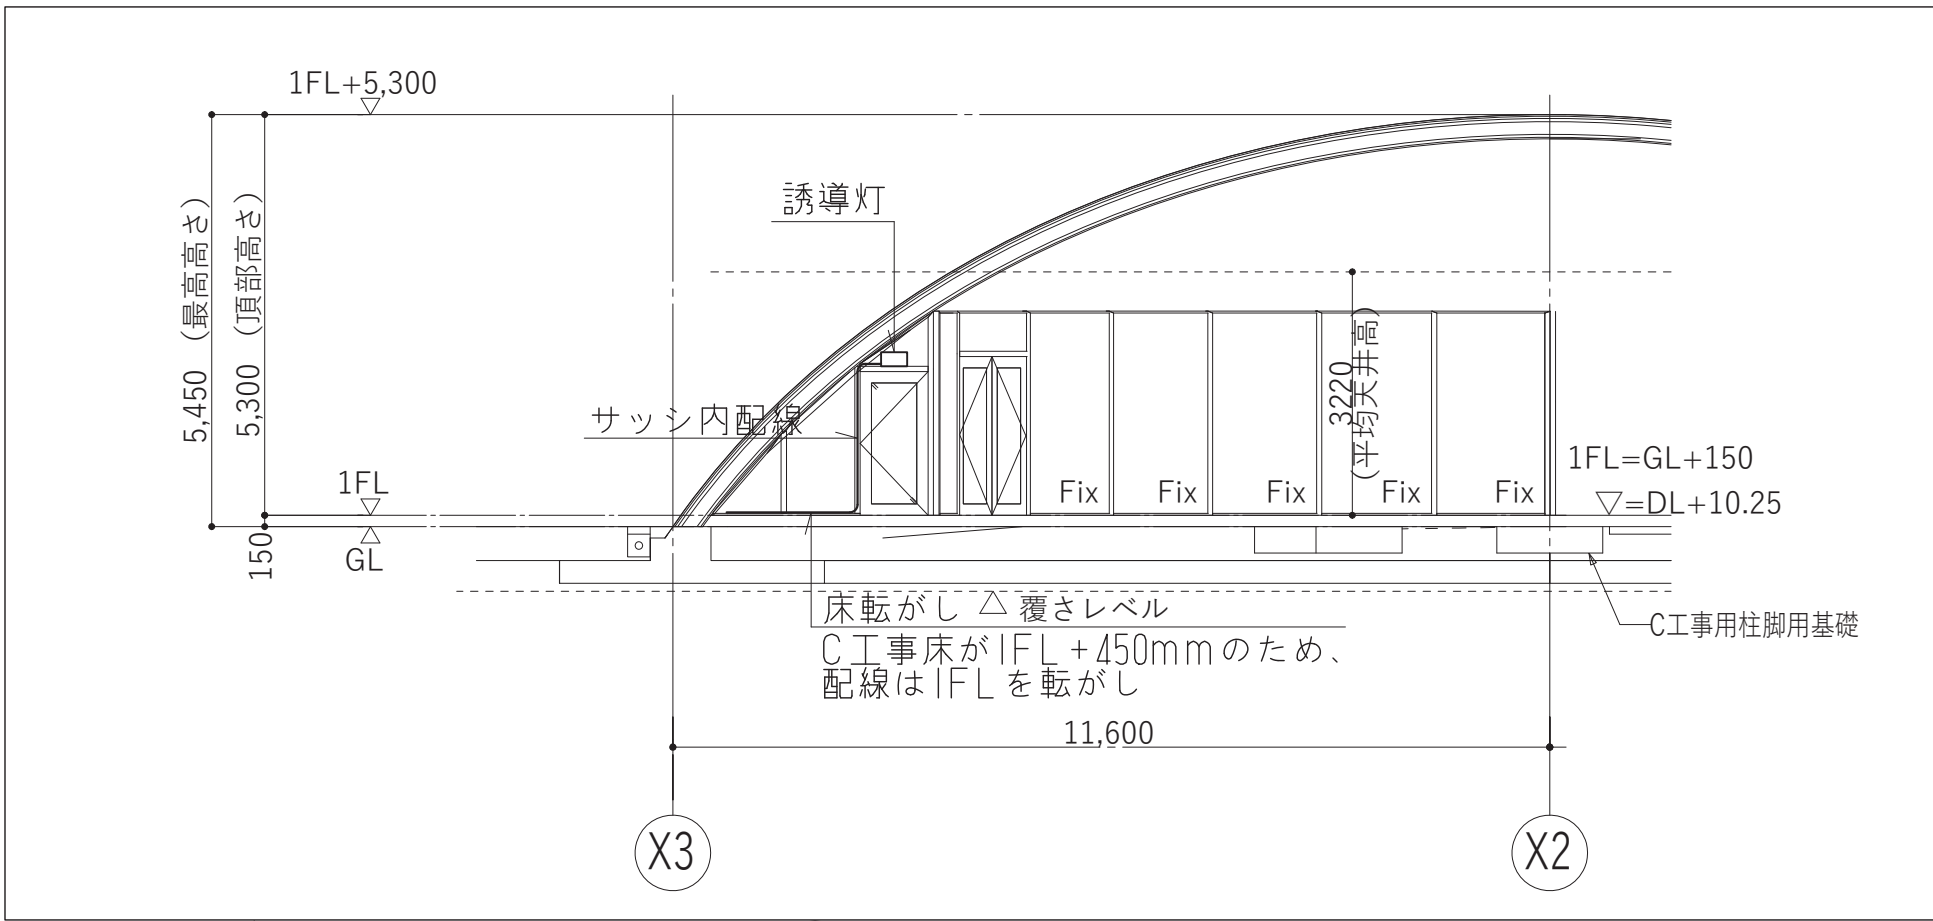 1FL+5,300
誘導灯
5,450 (最高高さ)
5,300 (頂部高さ)
サッシ内配線
3220
(平均天井高)
1FL=GL+150
▽=DL+10.25
1FL
GL
150
Fix
Fix
Fix
Fix
Fix
床転がし △ 覆さレベル
C工事床が1FL+450mmのため、
配線は1FLを転がし
C工事用柱脚用基礎
11,600
X3
X2